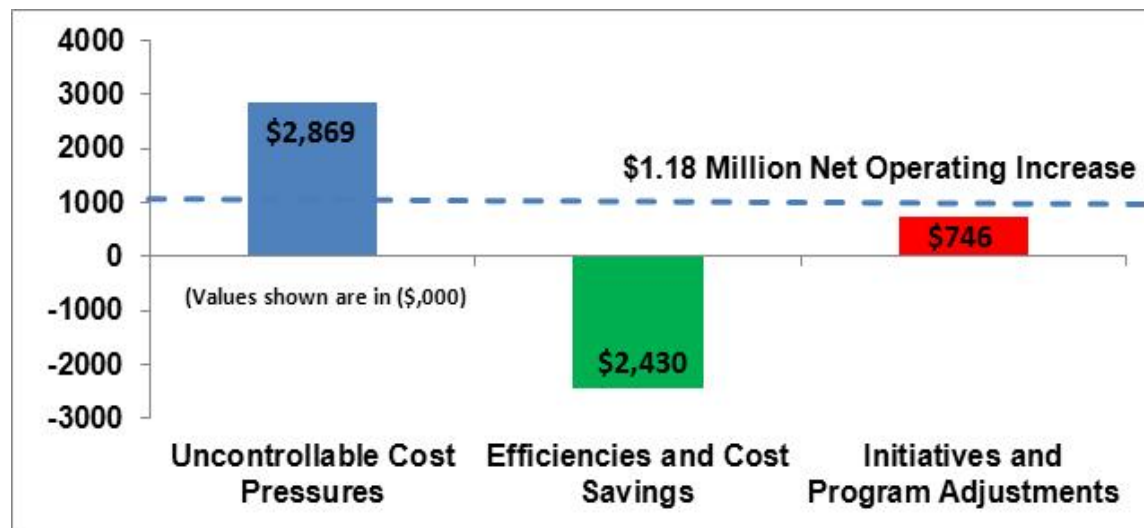 4000
3000
2000
1000
0
-1000
-2000
-3000
$2,869
$1.18 Million Net Operating Increase
$746
(Values shown are in ($,000)
$2,430
Uncontrollable Cost
Pressures
Efficiencies and Cost
Savings
Initiatives and
Program Adjustments